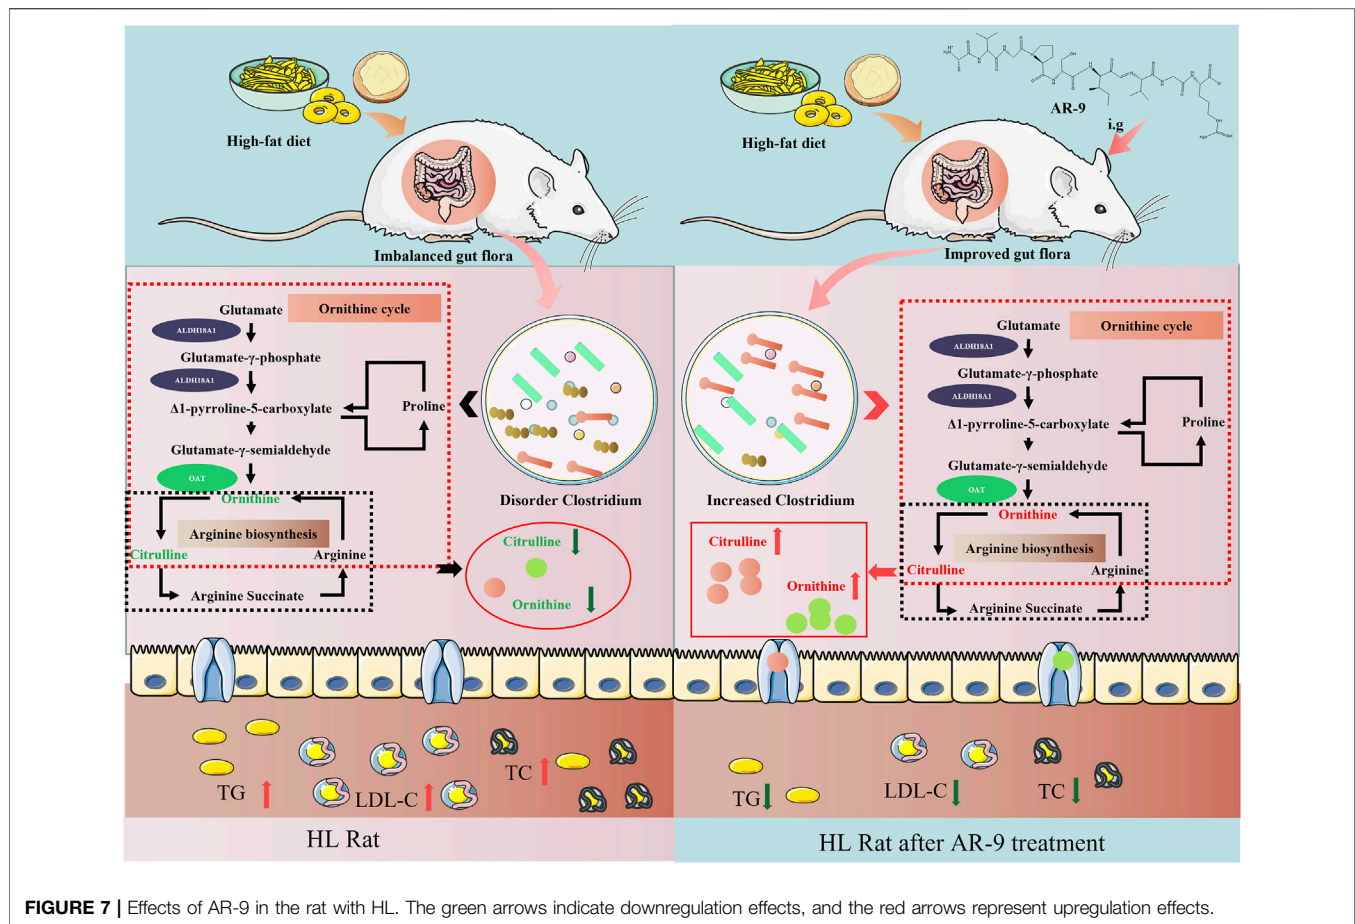 High-fat diet
Imbalanced gut flora
Glutamate
Ornithine cycle
ALDH18A1
Glutamate-γ-phosphate
ALDH18A1
Δ1-pyrroline-5-carboxylate
Proline
Glutamate-γ-semialdehyde
OAT
Ornithine
Arginine biosynthesis
Citrulline
Arginine
Arginine Succinate
Disorder Clostridium
Citrulline
Ornithine
TG
LDL-C
TC
HL Rat
High-fat diet
AR-9
i.g
Improved gut flora
Increased Clostridium
Glutamate
Ornithine cycle
ALDH18A1
Glutamate-γ-phosphate
ALDH18A1
Δ1-pyrroline-5-carboxylate
Proline
Glutamate-γ-semialdehyde
OAT
Ornithine
Arginine biosynthesis
Citrulline
Arginine
Arginine Succinate
Citrulline
Ornithine
TG
LDL-C
TC
HL Rat after AR-9 treatment
FIGURE 7 | Effects of AR-9 in the rat with HL. The green arrows indicate downregulation effects, and the red arrows represent upregulation effects.